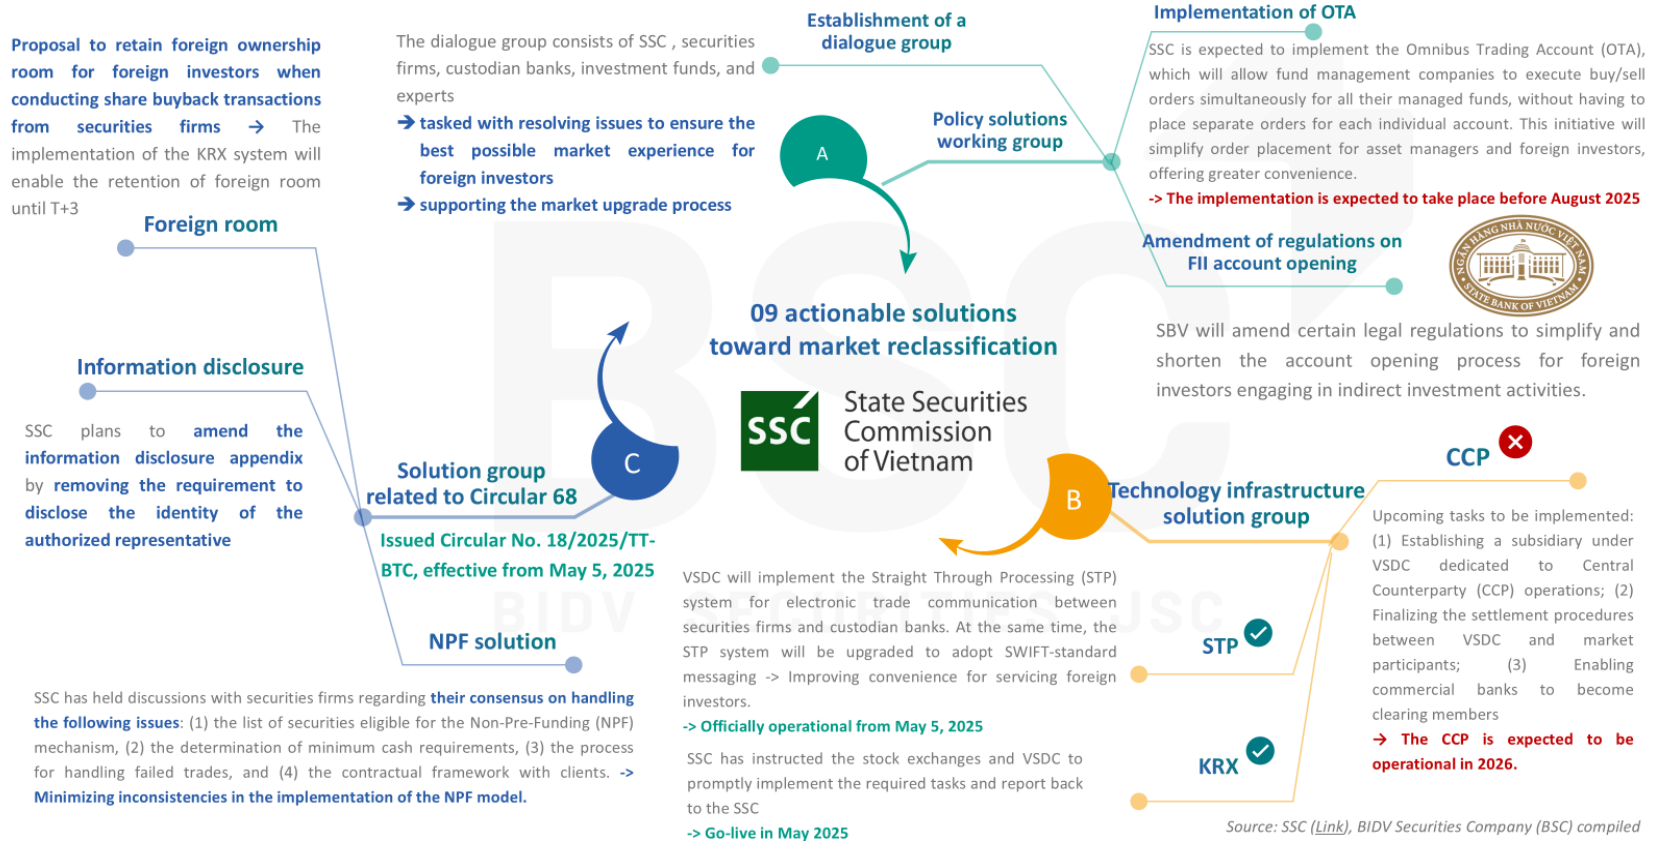 Proposal to retain foreign ownership
room for foreign investors when
conducting share buyback transactions
from securities firms → The
implementation of the KRX system will
enable the retention of foreign room
until T+3
Foreign room
Information disclosure
SSC plans to amend the
information disclosure appendix
by removing the requirement to
disclose the identity of the
authorized representative
Solution group
related to Circular 68
Issued Circular No. 18/2025/TT-
BTC, effective from May 5, 2025
NPF solution
SSC has held discussions with securities firms regarding their consensus on handling
the following issues: (1) the list of securities eligible for the Non-Pre-Funding (NPF)
mechanism, (2) the determination of minimum cash requirements, (3) the process
for handling failed trades, and (4) the contractual framework with clients. ->
Minimizing inconsistencies in the implementation of the NPF model.
C
Establishment of a
dialogue group
The dialogue group consists of SSC , securities
firms, custodian banks, investment funds, and
experts
➔ tasked with resolving issues to ensure the
best possible market experience for
foreign investors
➔ supporting the market upgrade process
A
Policy solutions
working group
09 actionable solutions
toward market reclassification
SSC
State Securities
Commission
of Vietnam
BSC
BIDV SECURITIES JSC
Implementation of OTA
SSC is expected to implement the Omnibus Trading Account (OTA),
which will allow fund management companies to execute buy/sell
orders simultaneously for all their managed funds, without having to
place separate orders for each individual account. This initiative will
simplify order placement for asset managers and foreign investors,
offering greater convenience.
-> The implementation is expected to take place before August 2025
Amendment of regulations on
FII account opening
NGÂN HÀNG NHÀ NƯỚC VIỆT NAM
STATE BANK OF VIETNAM
SBV will amend certain legal regulations to simplify and
shorten the account opening process for foreign
investors engaging in indirect investment activities.
B
Technology infrastructure
solution group
CCP
Upcoming tasks to be implemented:
(1) Establishing a subsidiary under
VSDC dedicated to Central
Counterparty (CCP) operations; (2)
Finalizing the settlement procedures
between VSDC and market
participants; (3) Enabling
commercial banks to become
clearing members
→ The CCP is expected to be
operational in 2026.
VSDC will implement the Straight Through Processing (STP)
system for electronic trade communication between
securities firms and custodian banks. At the same time, the
STP system will be upgraded to adopt SWIFT-standard
messaging -> Improving convenience for servicing foreign
investors.
-> Officially operational from May 5, 2025
STP
SSC has instructed the stock exchanges and VSDC to
promptly implement the required tasks and report back
to the SSC
-> Go-live in May 2025
KRX
Source: SSC (Link), BIDV Securities Company (BSC) compiled